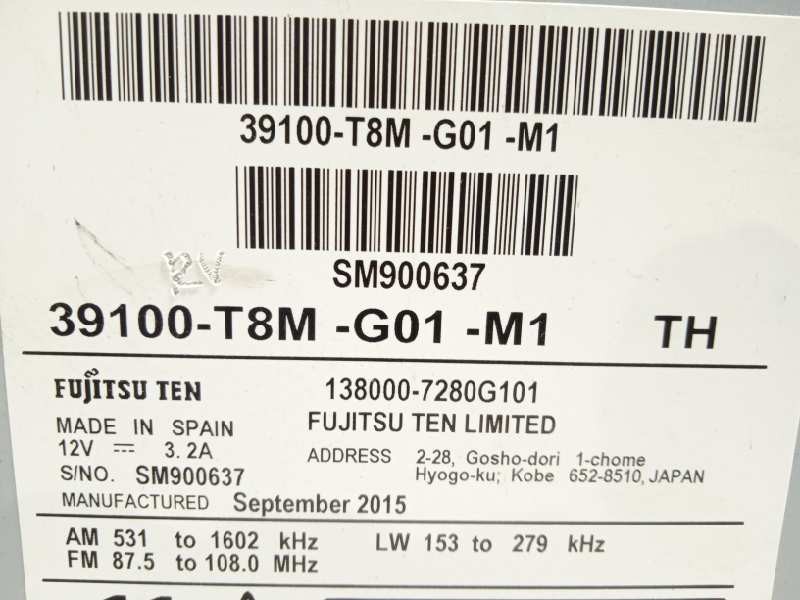 39100-T8M -G01 -M1
SM900637
12V
39100-T8M -G01 -M1 TH
FUJITSU TEN 138000-7280G101
MADE IN SPAIN FUJITSU TEN LIMITED
12V 3.2A ADDRESS 2-28, Gosho-dori 1-chome
S/NO. SM900637 Hyogo-ku; Kobe 652-8510, JAPAN
MANUFACTURED September 2015
AM 531 to 1602 kHz LW 153 to 279 kHz
FM 87.5 to 108.0 MHz